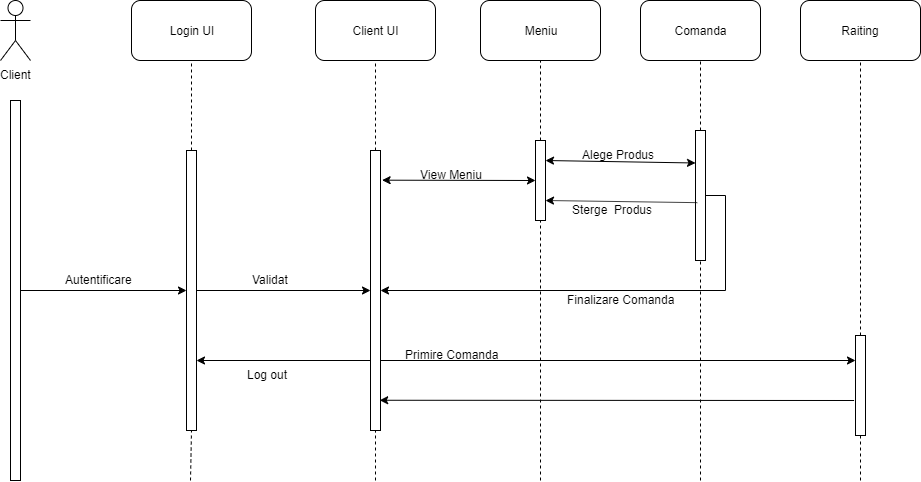 Login UI
Client UI
Meniu
Comanda
Raiting
Client
Alege Produs
View Meniu
Sterge Produs
Autentificare
Validat
Finalizare Comanda
Primire Comanda
Log out